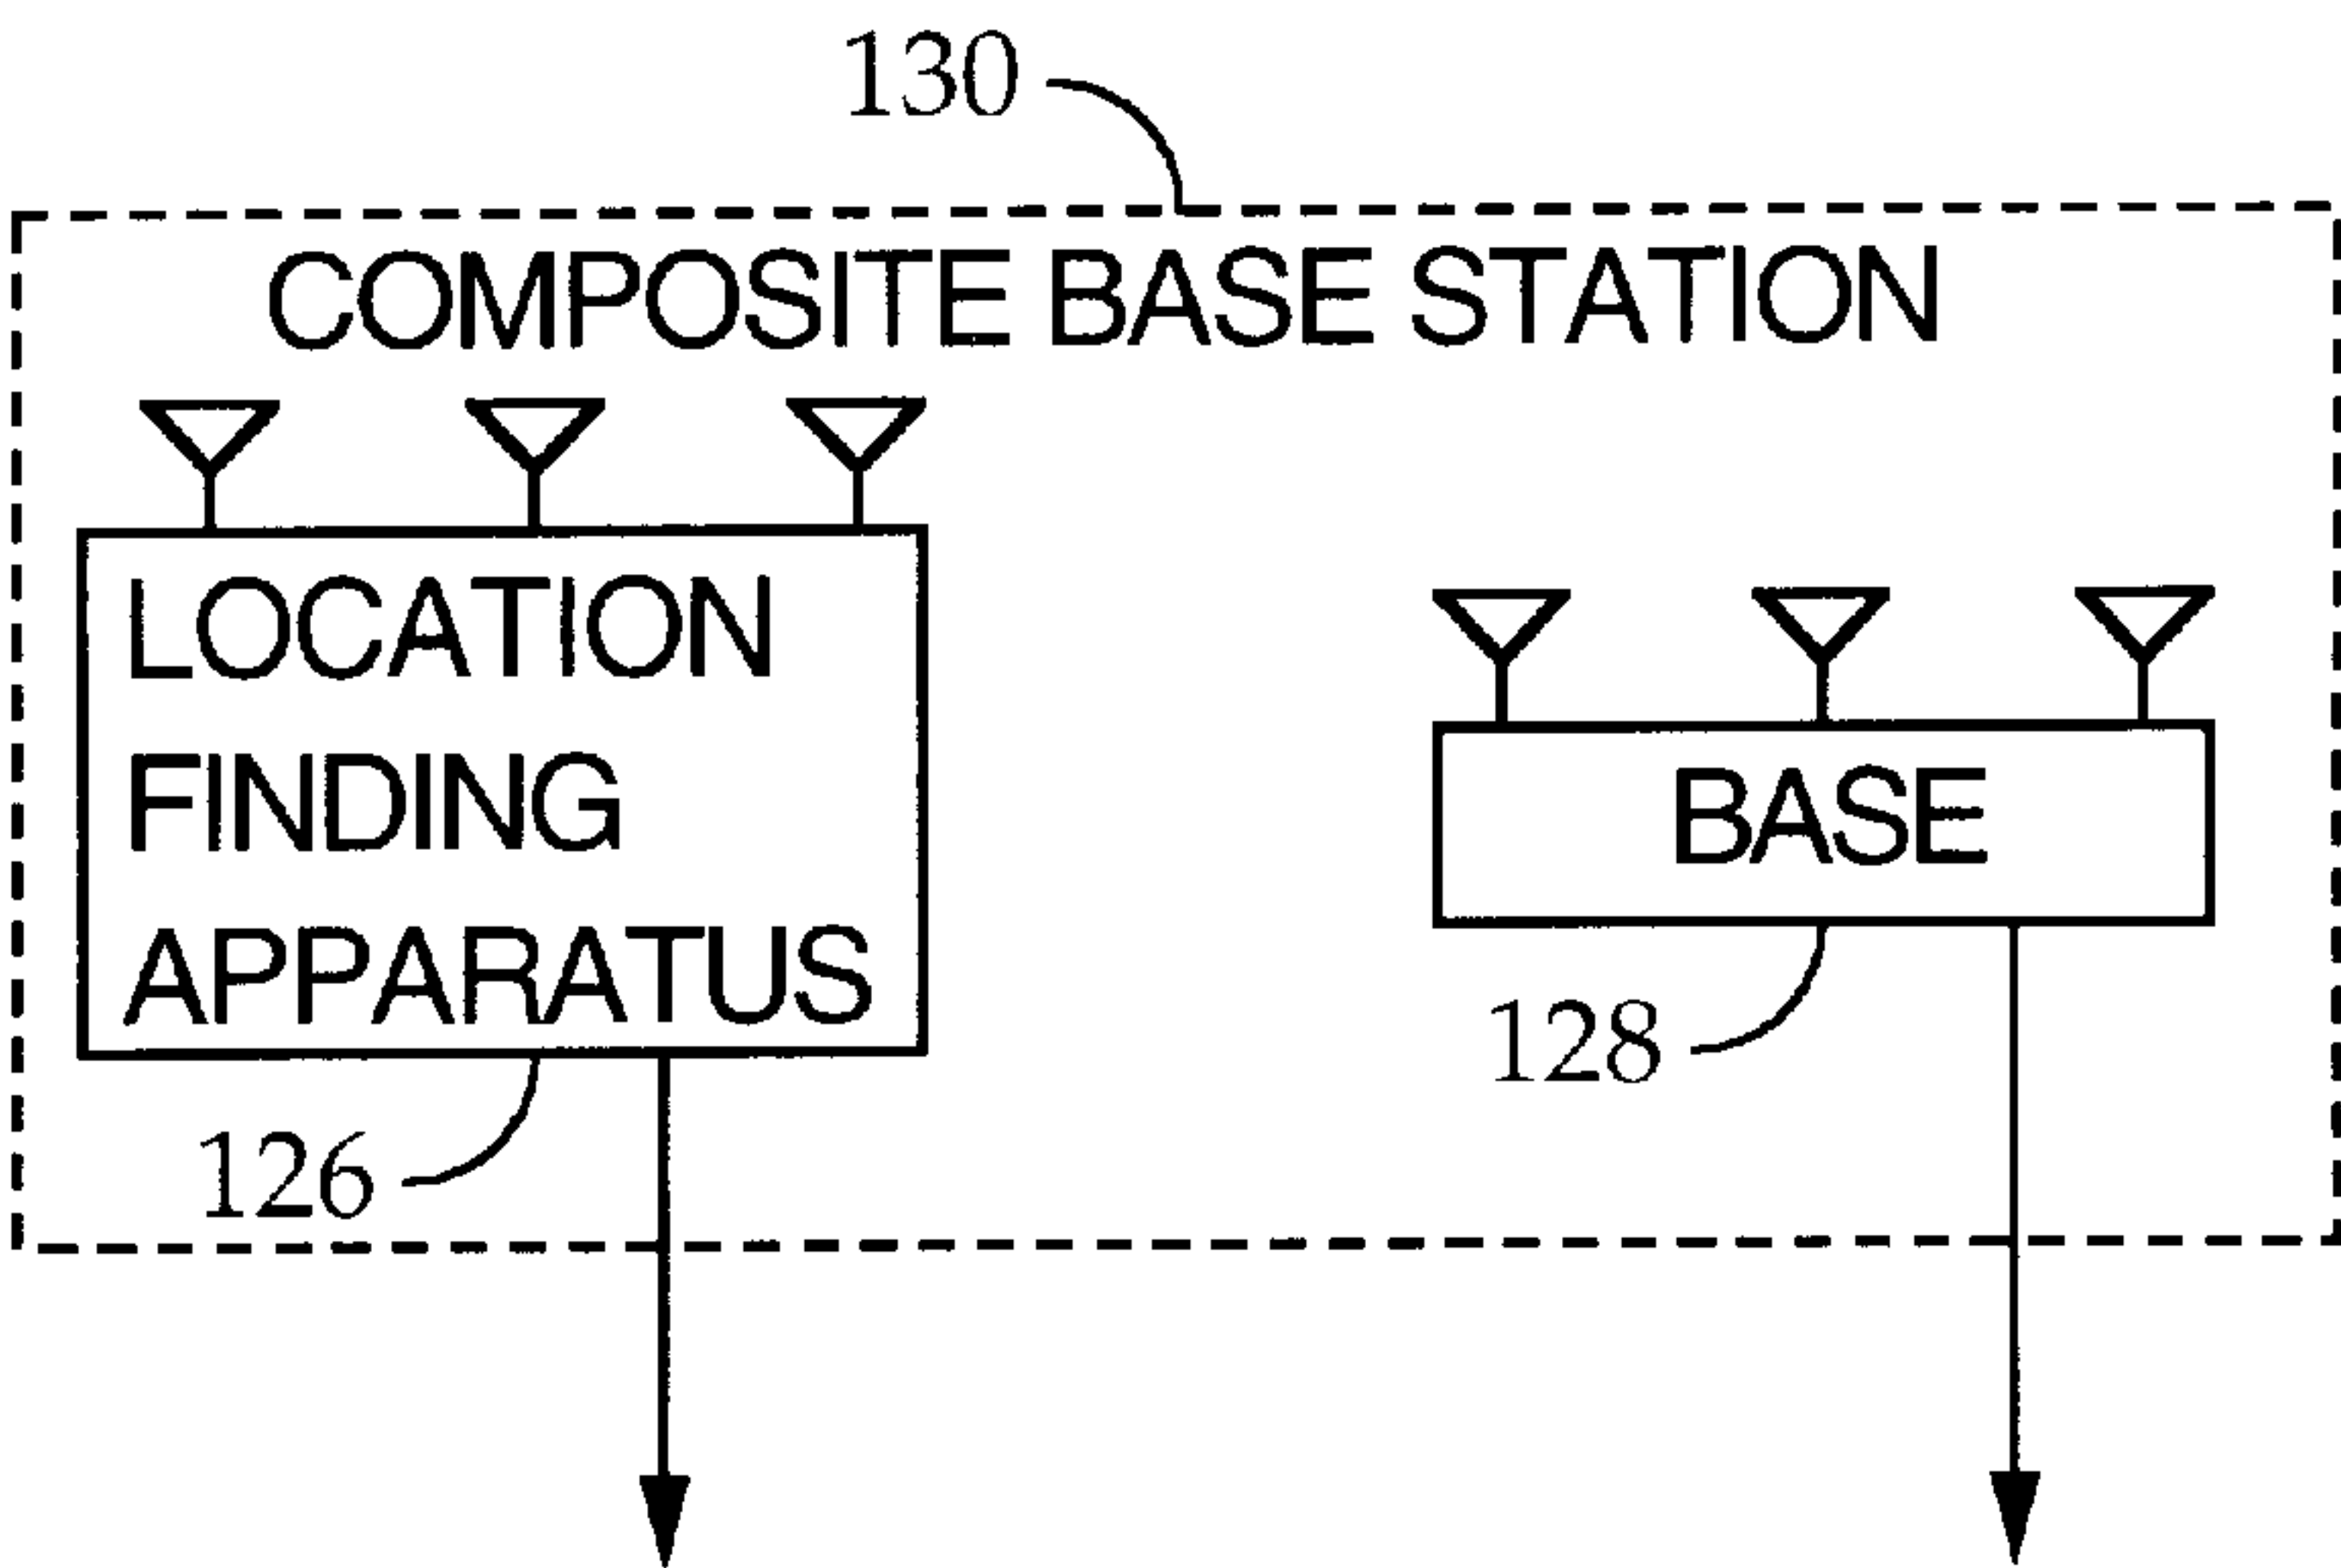 130
COMPOSITE BASE STATION
LOCATION
FINDING
APPARATUS
126
BASE
128